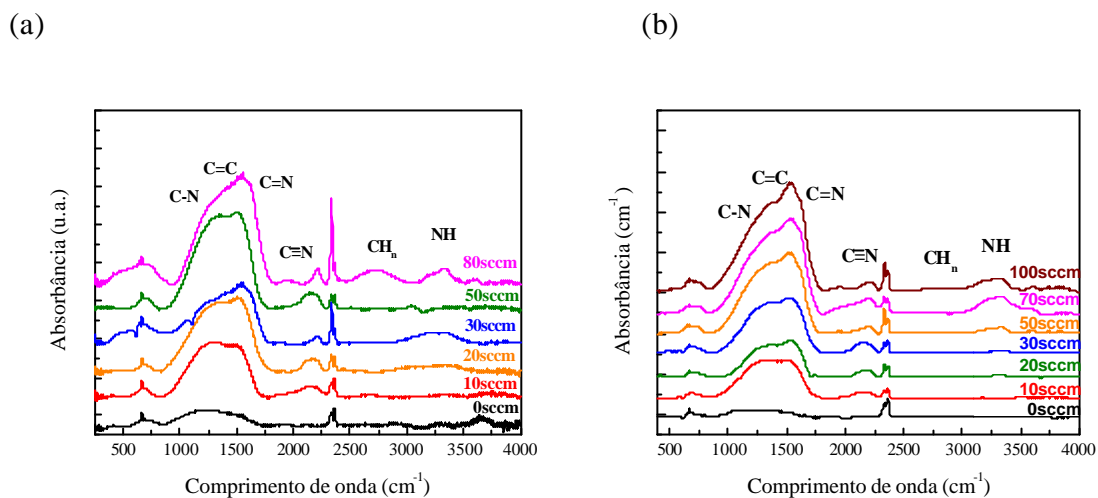 (a)
Absorbância (u.a.)
C-N
C=C
C=N
C≡N
CH
n
NH
80sccm
50sccm
30sccm
20sccm
10sccm
0sccm
500 1000 1500 2000 2500 3000 3500 4000
Comprimento de onda (cm-1)
(b)
Absorbância (cm-1)
C-N
C=C
C=N
C≡N
CH
n
NH
100sccm
70sccm
50sccm
30sccm
20sccm
10sccm
0sccm
500 1000 1500 2000 2500 3000 3500 4000
Comprimento de onda (cm-1)